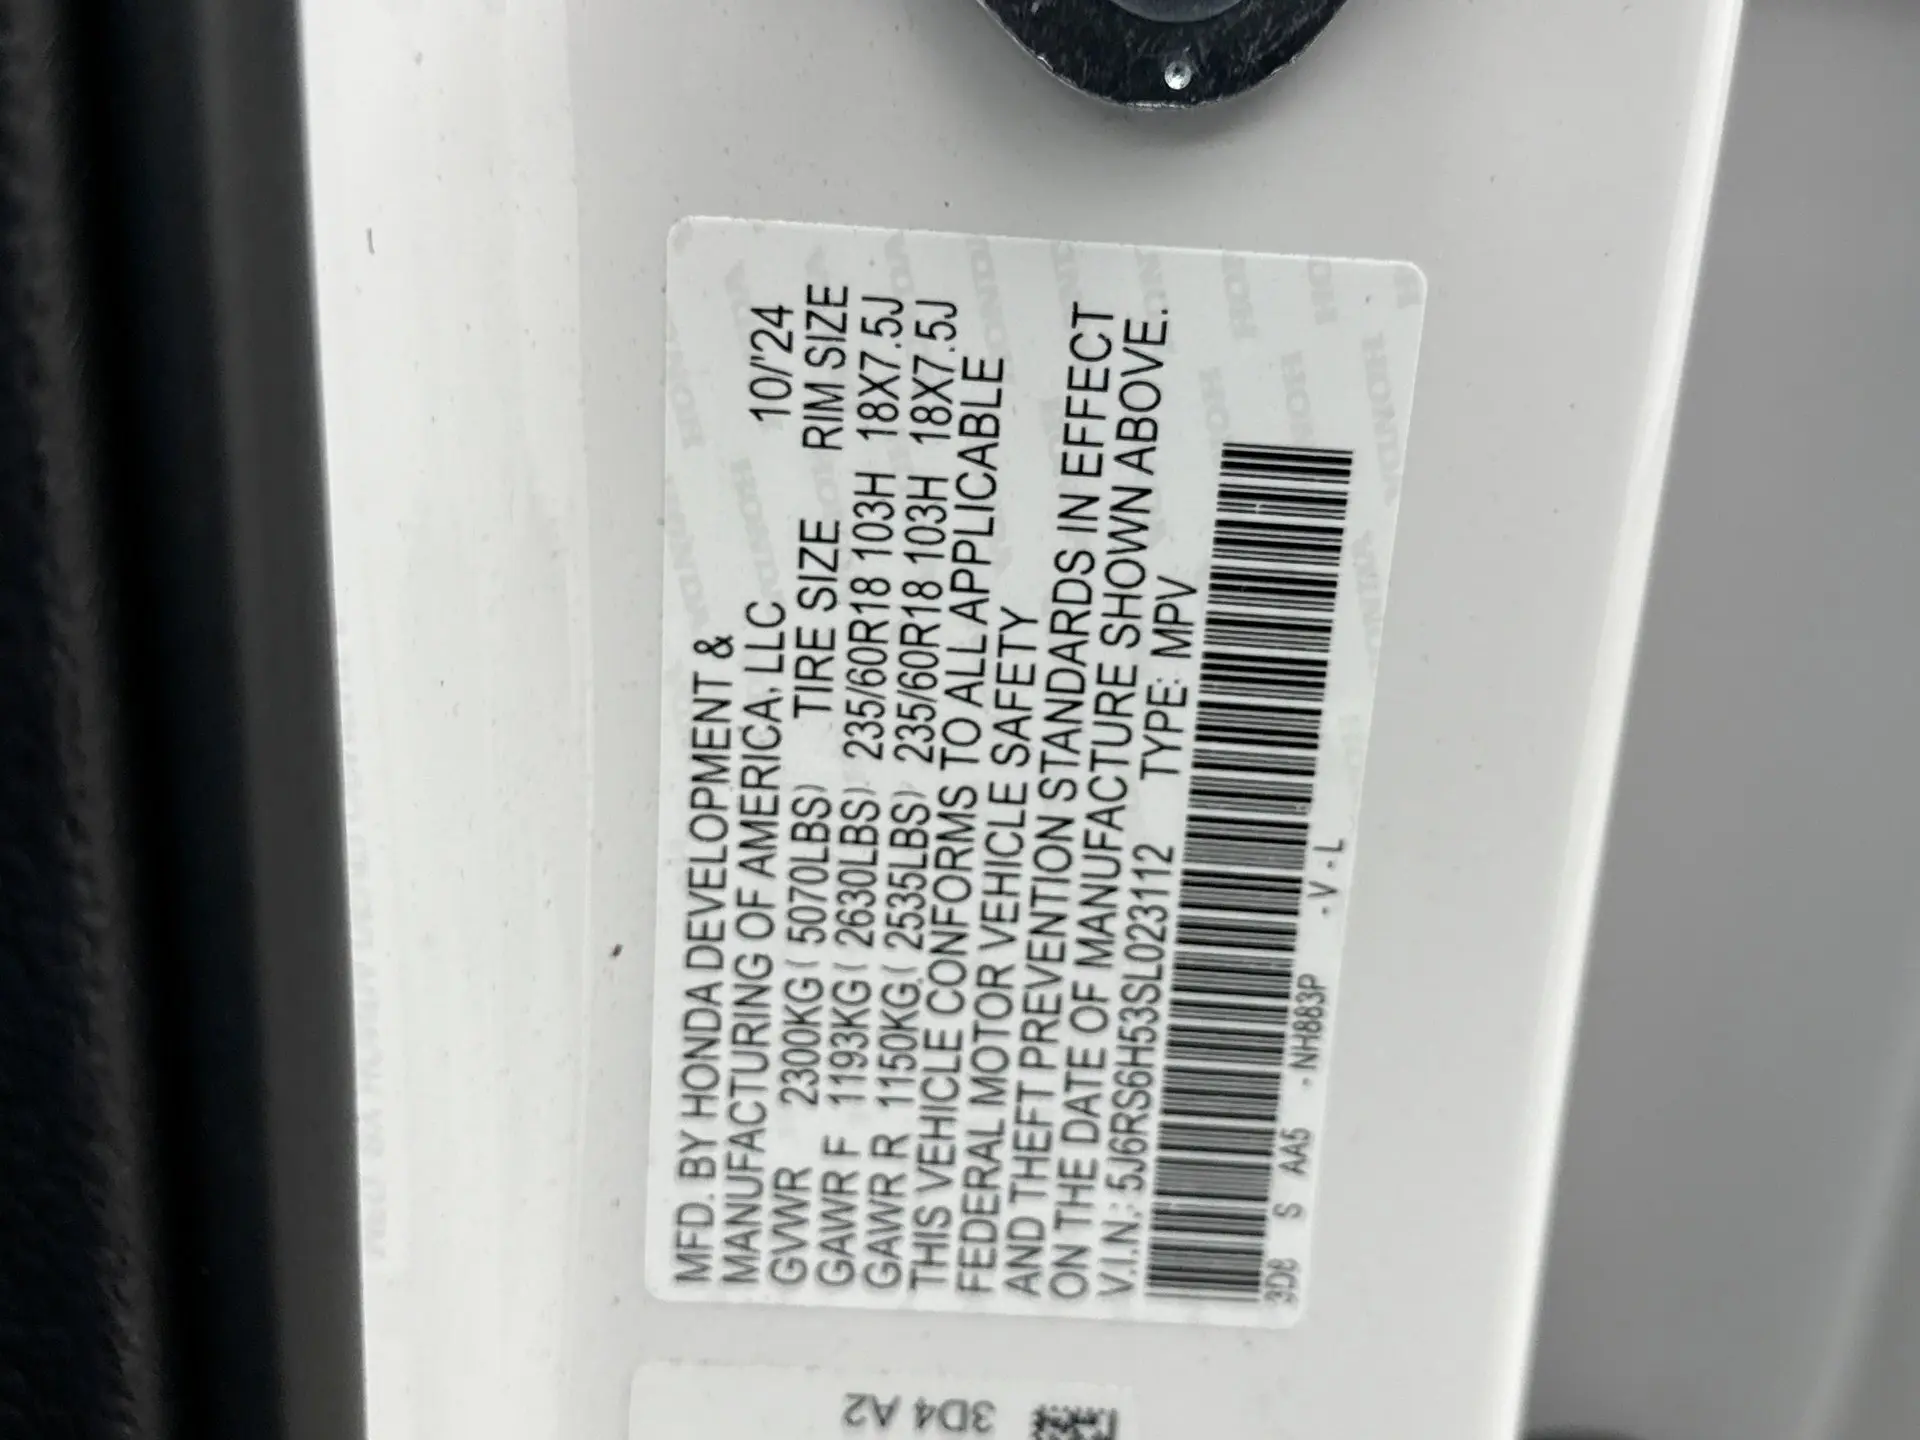 MFD. BY HONDA DEVELOPMENT &
MANUFACTURING OF AMERICA, LLC 10/'24
GVWR 2300KG ( 5070LBS) TIRE SIZE RIM SIZE
GAWR F 1193KG ( 2630LBS) 235/60R18 103H 18X7.5J
GAWR R 1150KG ( 2535LBS) 235/60R18 103H 18X7.5J
THIS VEHICLE CONFORMS TO ALL APPLICABLE
FEDERAL MOTOR VEHICLE SAFETY
AND THEFT PREVENTION STANDARDS IN EFFECT
ON THE DATE OF MANUFACTURE SHOWN ABOVE.
V.I.N.: 5J6RS6H53SL023112 TYPE: MPV
3D8 S AA5 - NH883P - V - L
3D4 A2